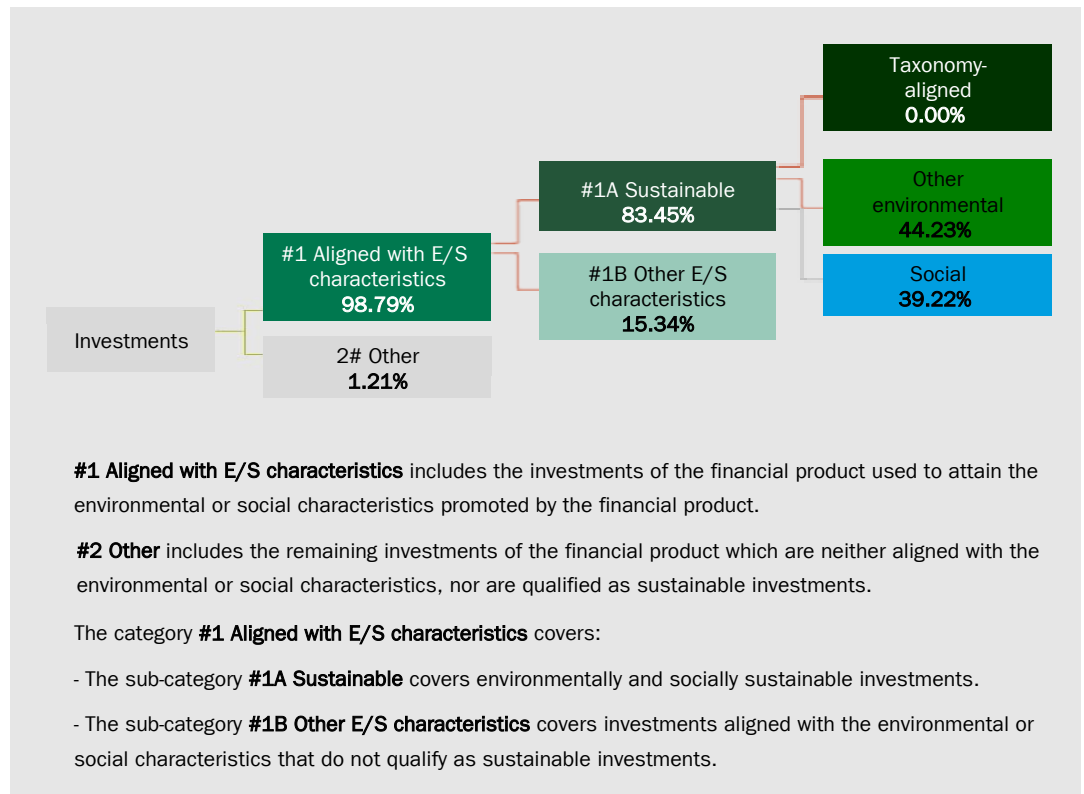 Taxonomy-
aligned
0.00%
#1A Sustainable
83.45%
Other
environmental
44.23%
#1 Aligned with E/S
characteristics
98.79%
#1B Other E/S
characteristics
15.34%
Social
39.22%
Investments
2# Other
1.21%
#1 Aligned with E/S characteristics includes the investments of the financial product used to attain the
environmental or social characteristics promoted by the financial product.
#2 Other includes the remaining investments of the financial product which are neither aligned with the
environmental or social characteristics, nor are qualified as sustainable investments.
The category #1 Aligned with E/S characteristics covers:
- The sub-category #1A Sustainable covers environmentally and socially sustainable investments.
- The sub-category #1B Other E/S characteristics covers investments aligned with the environmental or
social characteristics that do not qualify as sustainable investments.